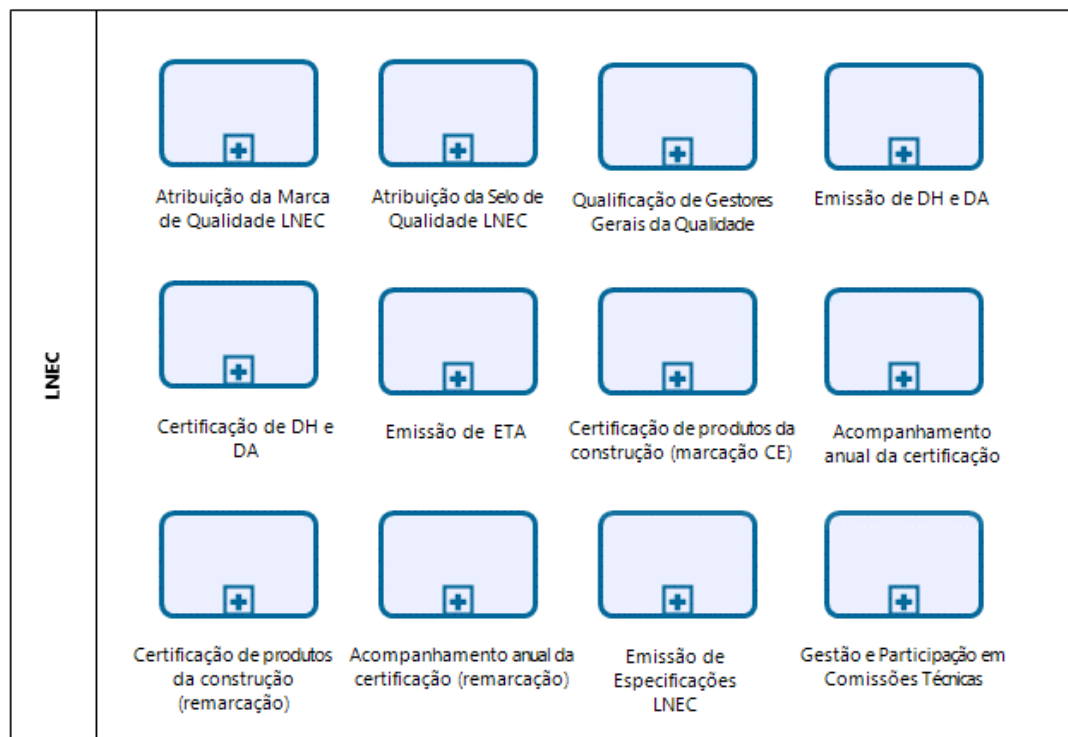 LNEC
Atribuição da Marca
de Qualidade LNEC
Atribuição da Selo de
Qualidade LNEC
Qualificação de Gestores
Gerais da Qualidade
Emissão de DH e DA
Certificação de DH e
DA
Emissão de ETA
Certificação de produtos da
construção (marcação CE)
Acompanhamento
anual da certificação
Certificação de produtos
da construção
(remarcação)
Acompanhamento anual da
certificação (remarcação)
Emissão de
Especificações
LNEC
Gestão e Participação em
Comissões Técnicas